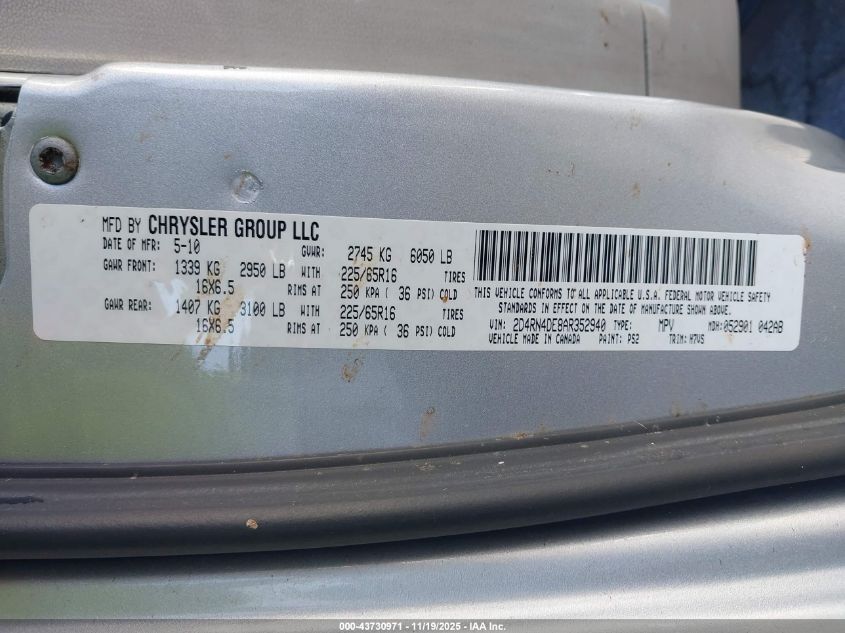 MFD BY CHRYSLER GROUP LLC
DATE OF MFR: 5-10 GVWR: 2745 KG 6050 LB
GAWR FRONT: 1339 KG 2950 LB WITH 225/65R16 TIRES
16X6.5 RIMS AT 250 KPA ( 36 PSI) COLD
GAWR REAR: 1407 KG 3100 LB WITH 225/65R16 TIRES
16X6.5 RIMS AT 250 KPA ( 36 PSI) COLD
THIS VEHICLE CONFORMS TO ALL APPLICABLE U.S.A. FEDERAL MOTOR VEHICLE SAFETY
STANDARDS IN EFFECT ON THE DATE OF MANUFACTURE SHOWN ABOVE.
VIN: 2D4RN4DE8AR352940 TYPE: MPV MDH: 052901 042AB
VEHICLE MADE IN CANADA PAINT: PS2 TRIM: H7VS
000-43730971 - 11/19/2025 - IAA Inc.